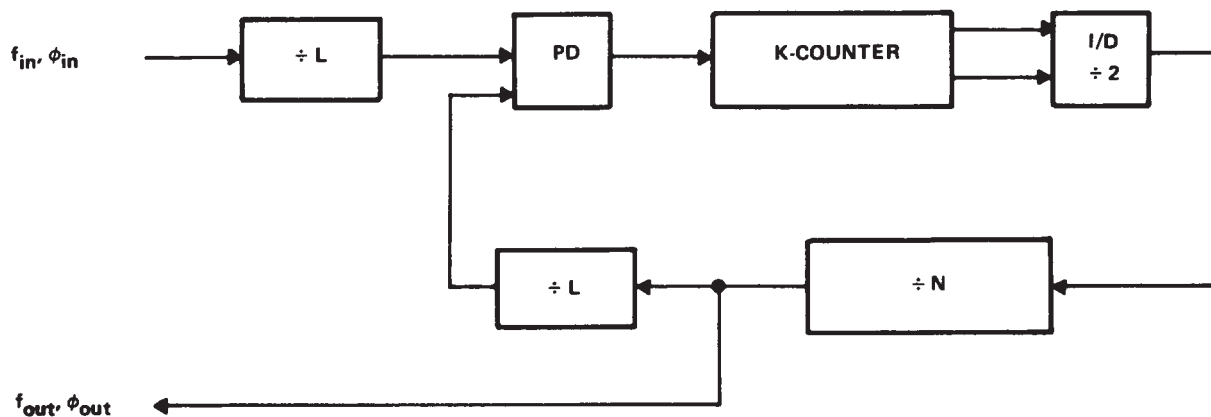 f_in, ϕ_in
÷ L
PD
K-COUNTER
I/D
÷ 2
÷ L
÷ N
f_out, ϕ_out